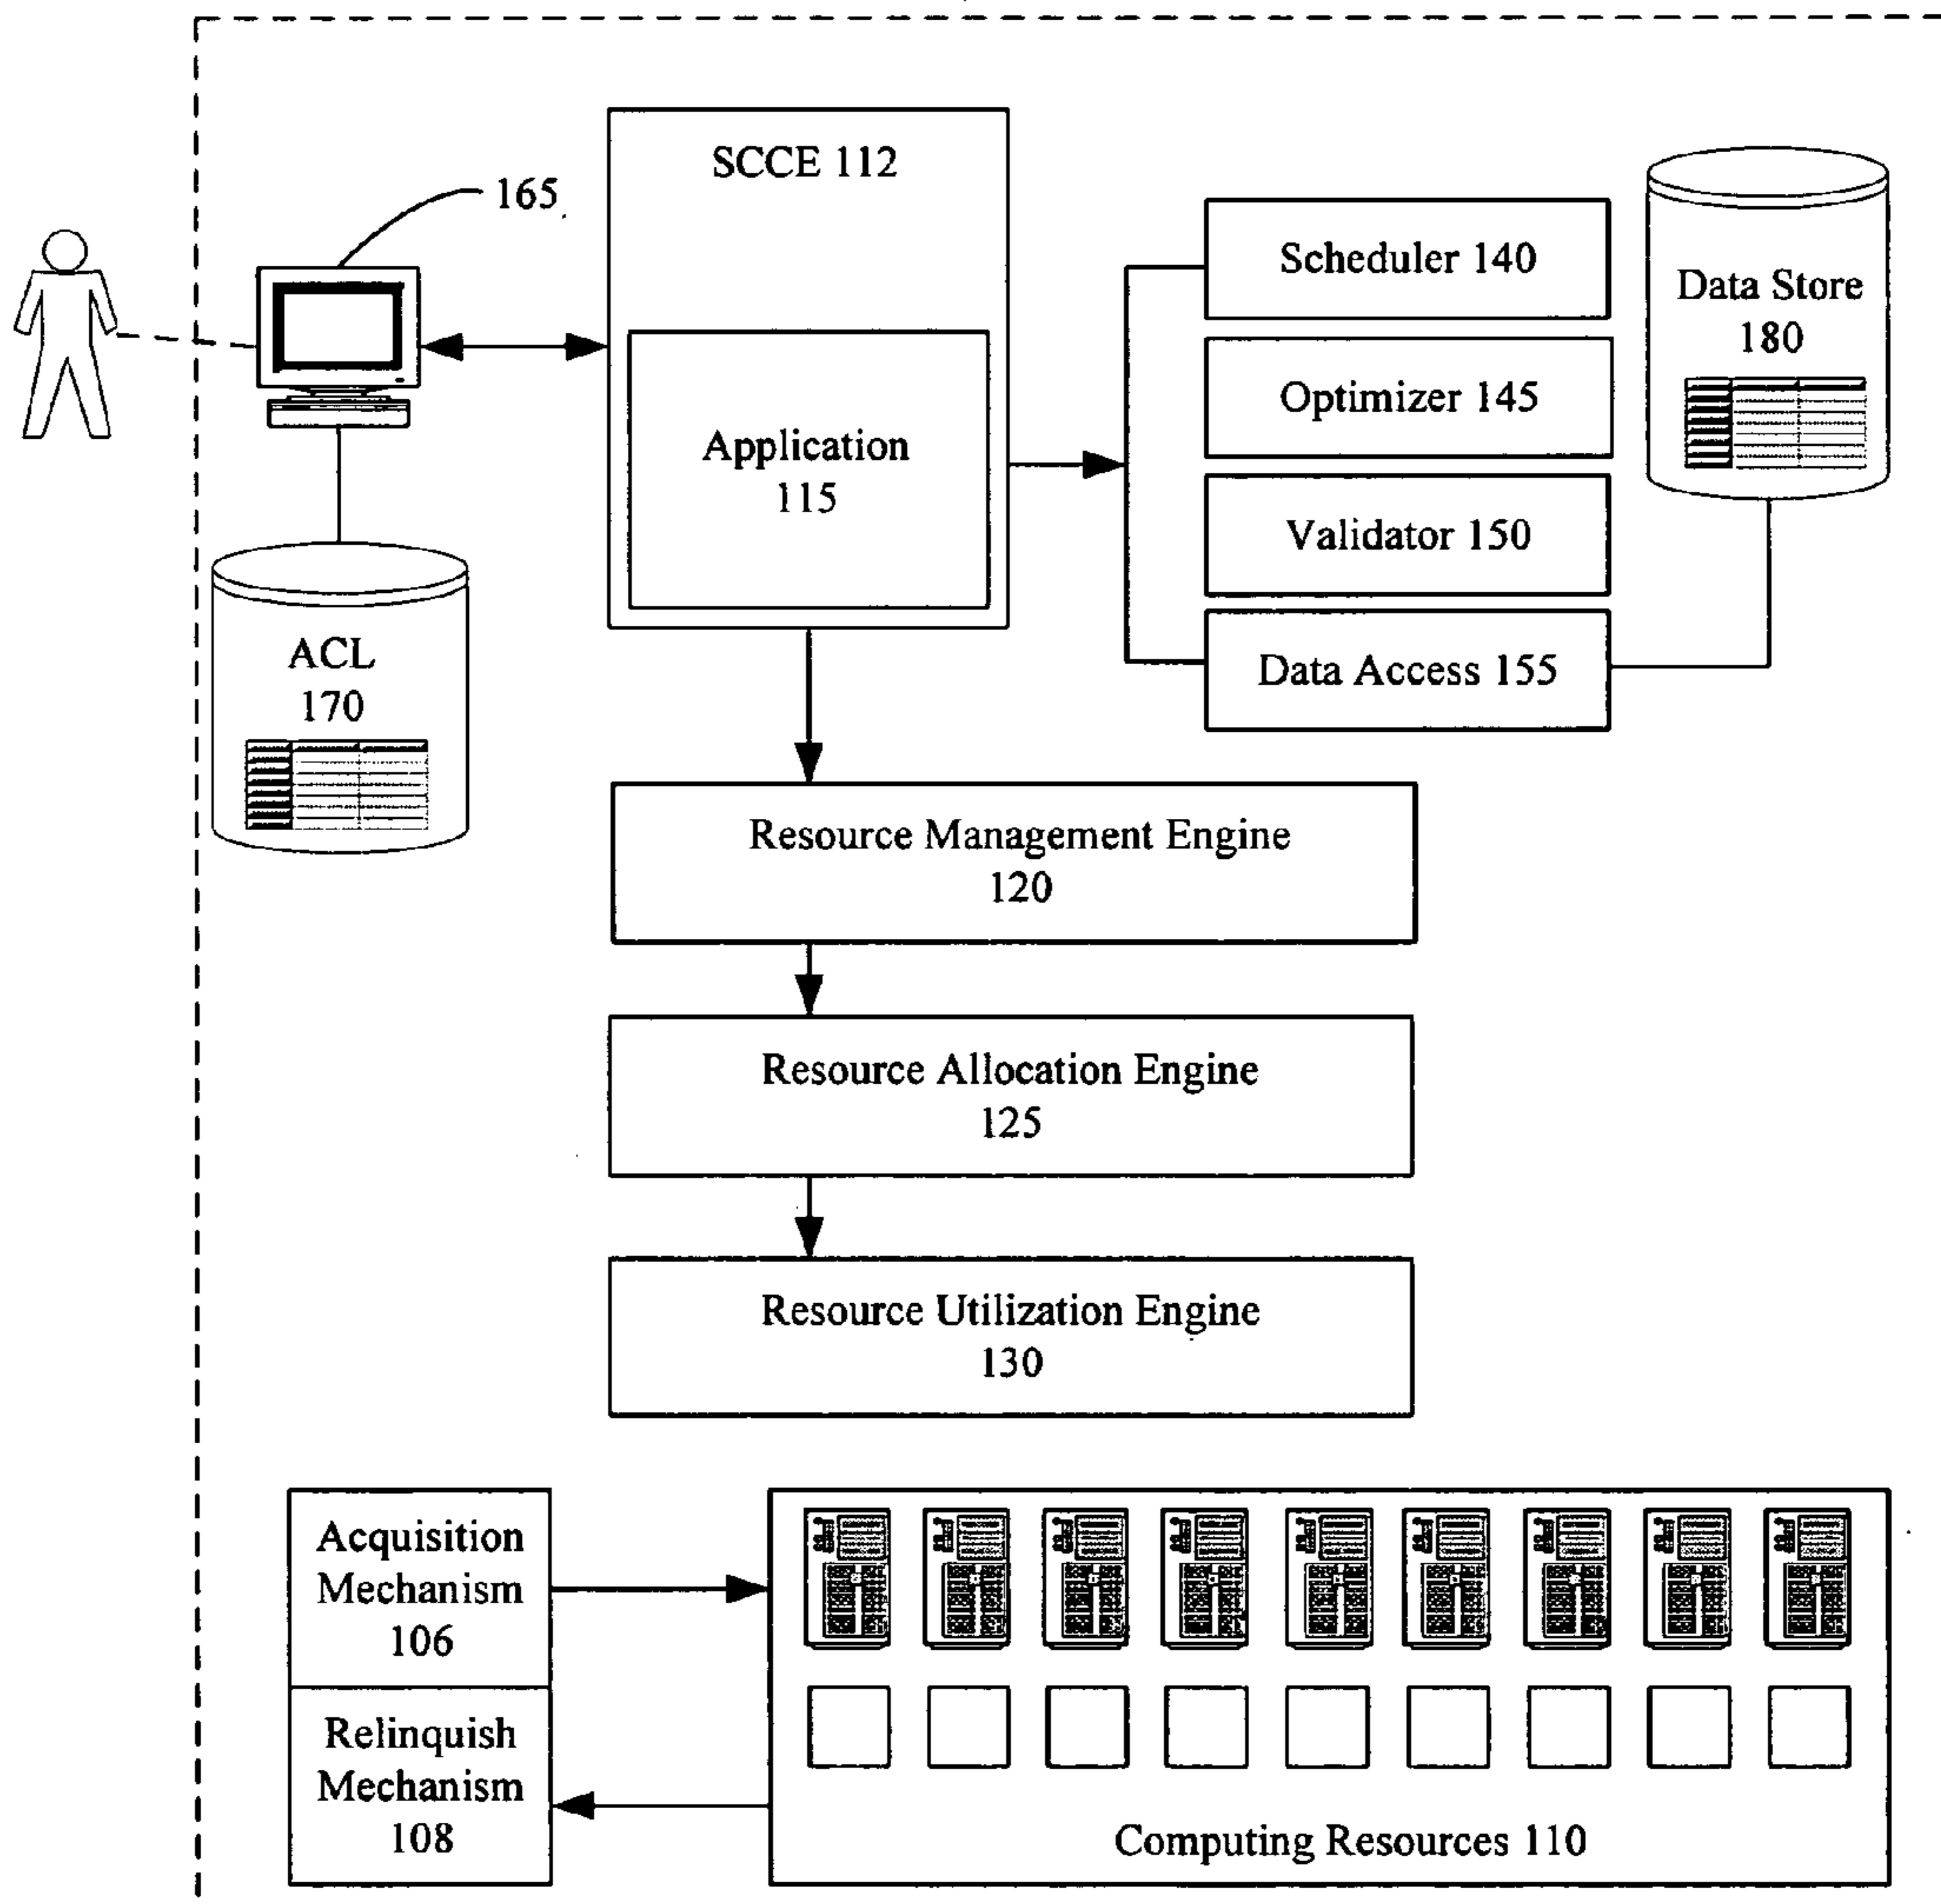 SCCE 112
165
Scheduler 140
Data Store
180
Optimizer 145
Application
115
Validator 150
ACL
170
Data Access 155
Resource Management Engine
120
Resource Allocation Engine
125
Resource Utilization Engine
130
Acquisition
Mechanism
106
Relinquish
Mechanism
108
Computing Resources 110